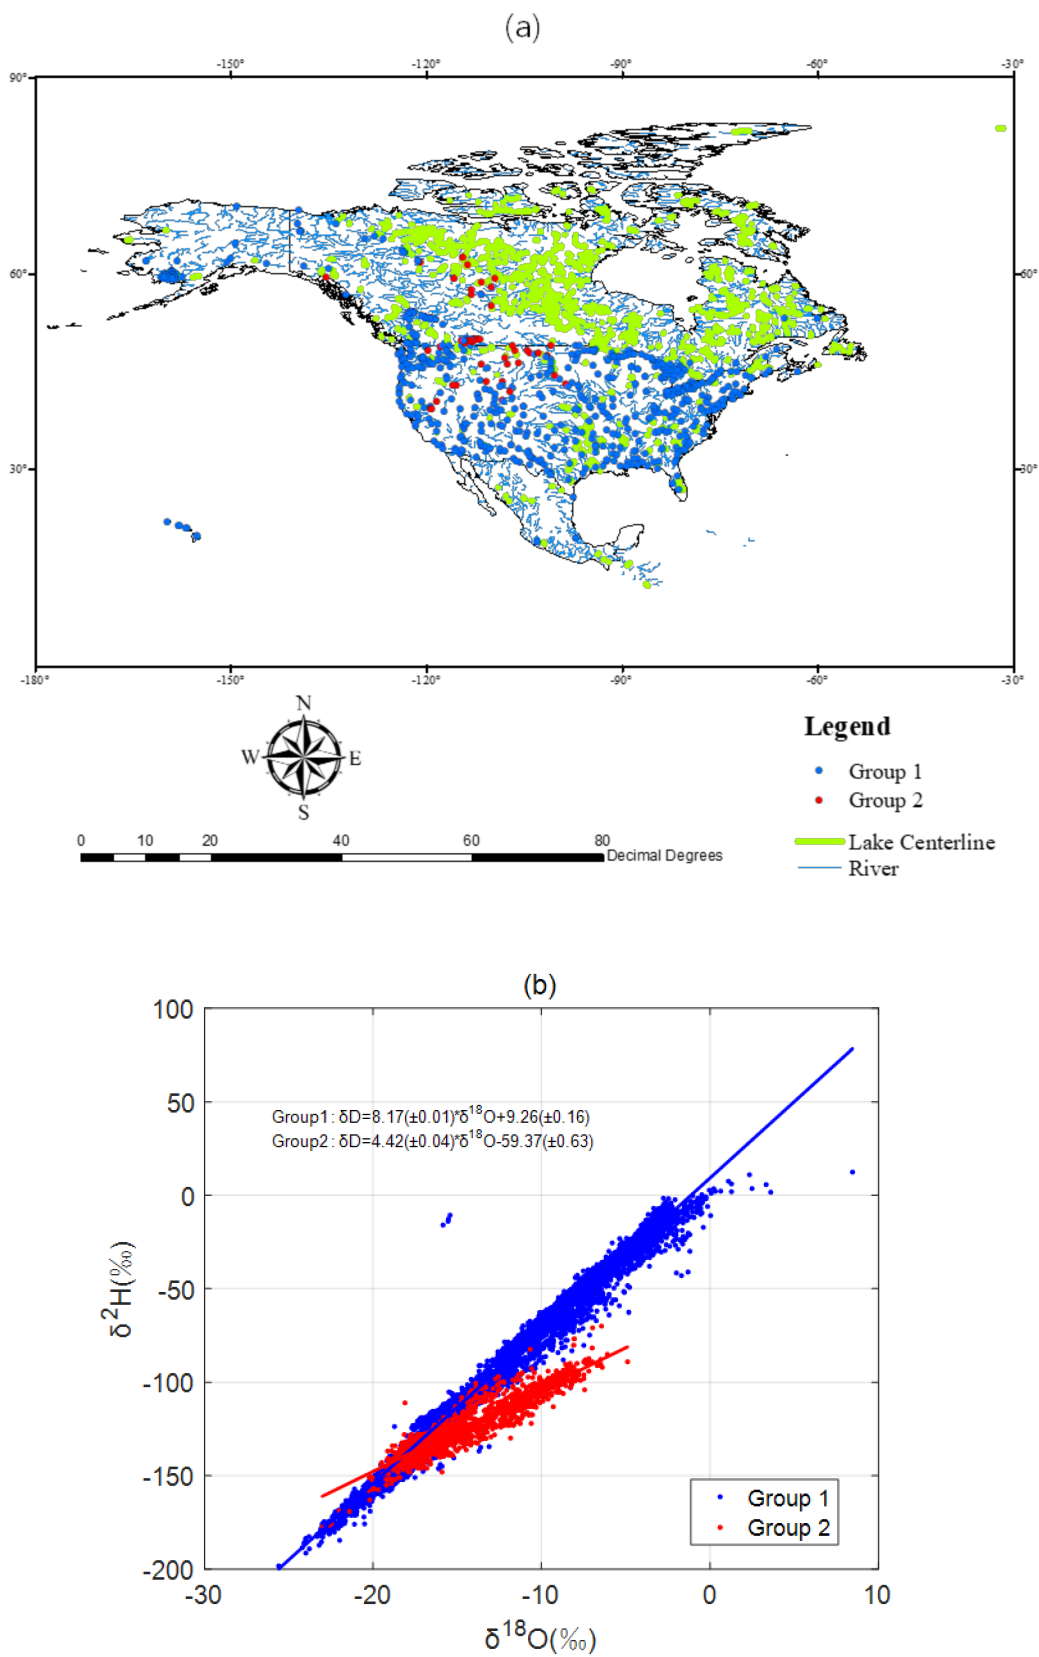 (a)
-150° -120° -90° -60° -30°
90°
60° 60°
30° 30°
-180° -150° -120° -90° -60° -30°
N
W E
S
Legend
Group 1
Group 2
Lake Centerline
River
0 10 20 40 60 80
Decimal Degrees
(b)
100
50
0
-50
-100
-150
-200
δ²H(‰)
Group1: δD=8.17(±0.01)*δ¹⁸O+9.26(±0.16)
Group2: δD=4.42(±0.04)*δ¹⁸O-59.37(±0.63)
Group 1
Group 2
-30 -20 -10 0 10
δ¹⁸O(‰)